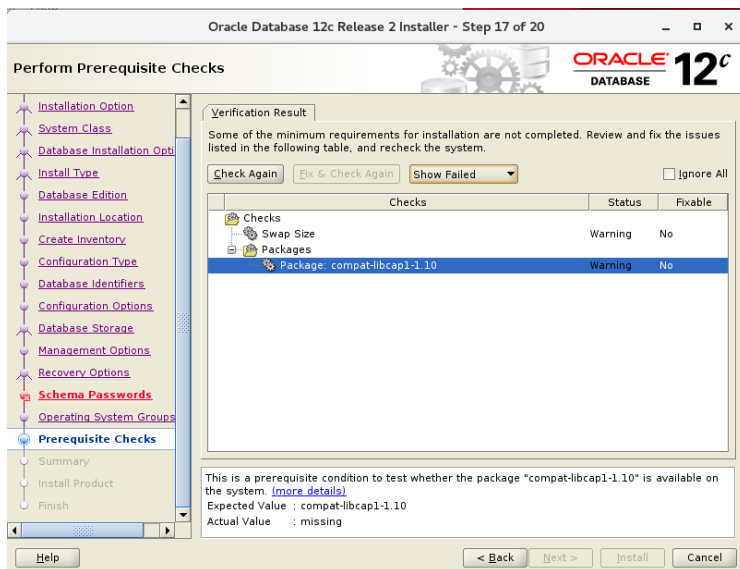 Oracle Database 12c Release 2 Installer - Step 17 of 20
Perform Prerequisite Checks
ORACLE
DATABASE
12c
Installation Option
System Class
Database Installation Opti
Install Type
Database Edition
Installation Location
Create Inventory
Configuration Type
Database Identifiers
Configuration Options
Database Storage
Management Options
Recovery Options
Schema Passwords
Operating System Groups
Prerequisite Checks
Summary
Install Product
Finish
Verification Result
Some of the minimum requirements for installation are not completed. Review and fix the issues
listed in the following table, and recheck the system.
Check Again Fix & Check Again Show Failed Ignore All
Checks Status Fixable
Checks
Swap Size Warning No
Packages
Package: compat-libcap1-1.10 Warning No
This is a prerequisite condition to test whether the package "compat-libcap1-1.10" is available on
the system. (more details)
Expected Value : compat-libcap1-1.10
Actual Value : missing
Help < Back Next > Install Cancel